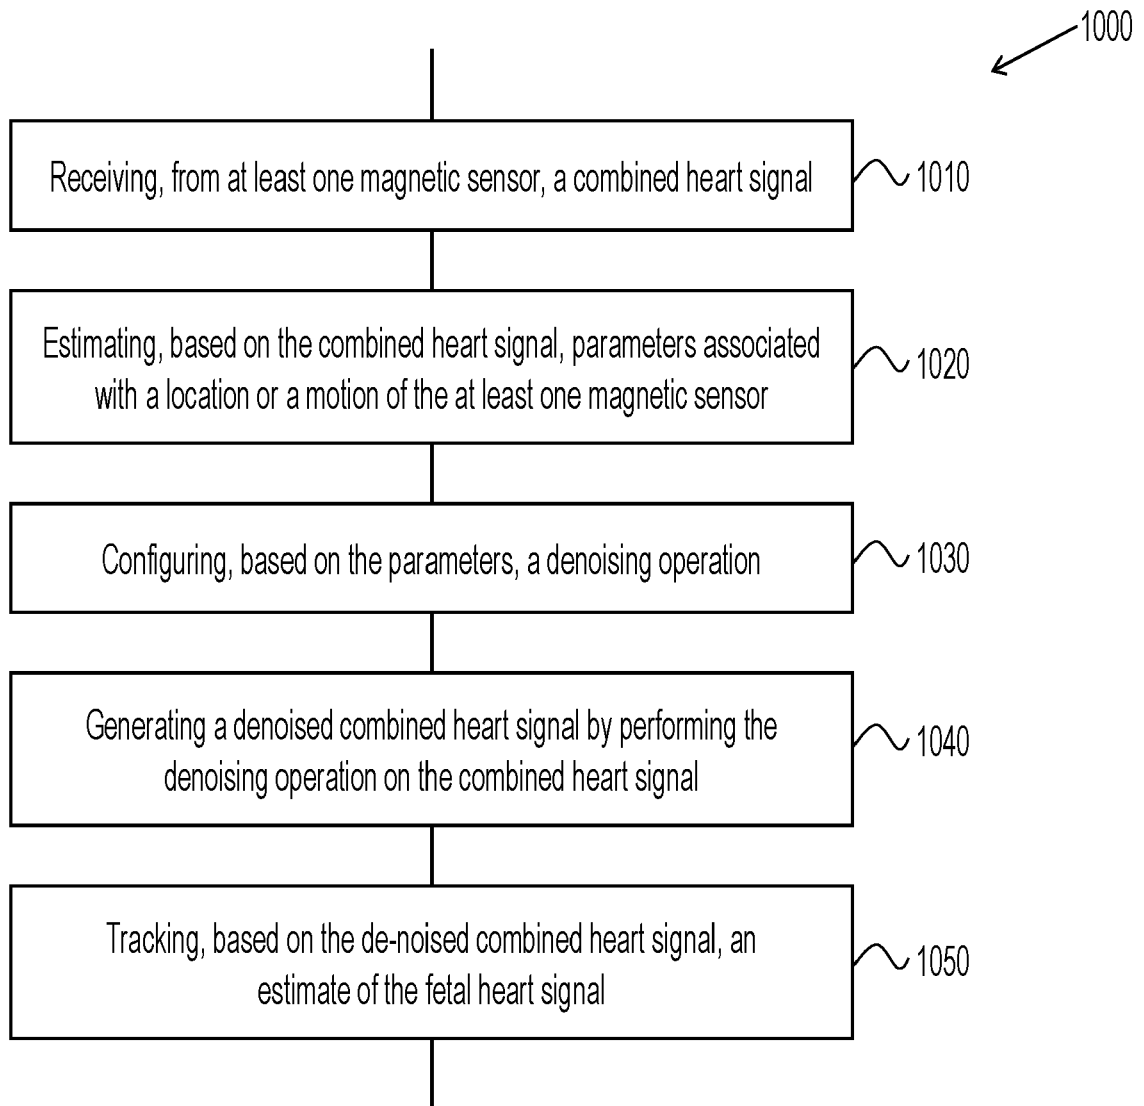 1000
Receiving, from at least one magnetic sensor, a combined heart signal
1010
Estimating, based on the combined heart signal, parameters associated
with a location or a motion of the at least one magnetic sensor
1020
Configuring, based on the parameters, a denoising operation
1030
Generating a denoised combined heart signal by performing the
denoising operation on the combined heart signal
1040
Tracking, based on the de-noised combined heart signal, an
estimate of the fetal heart signal
1050